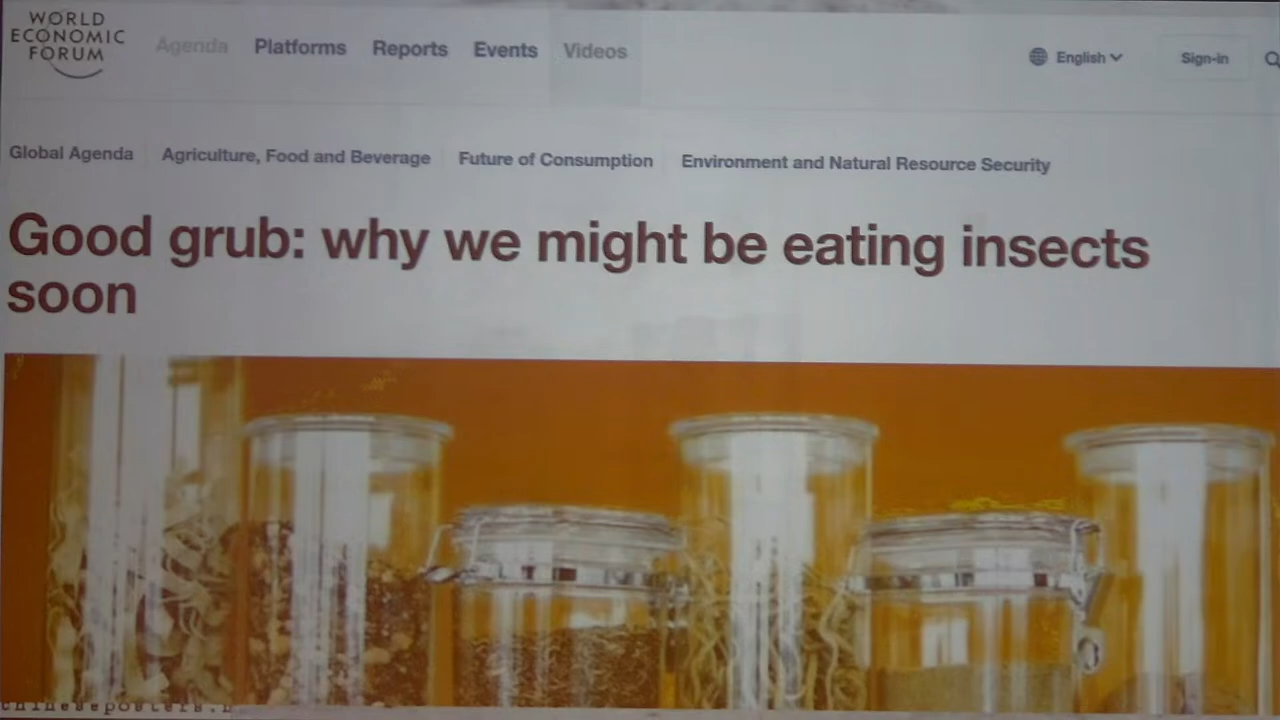 WORLD
ECONOMIC
FORUM
Agenda Platforms Reports Events Videos
English Sign-in
Global Agenda Agriculture, Food and Beverage Future of Consumption Environment and Natural Resource Security
Good grub: why we might be eating insects
soon
chineseposters.n